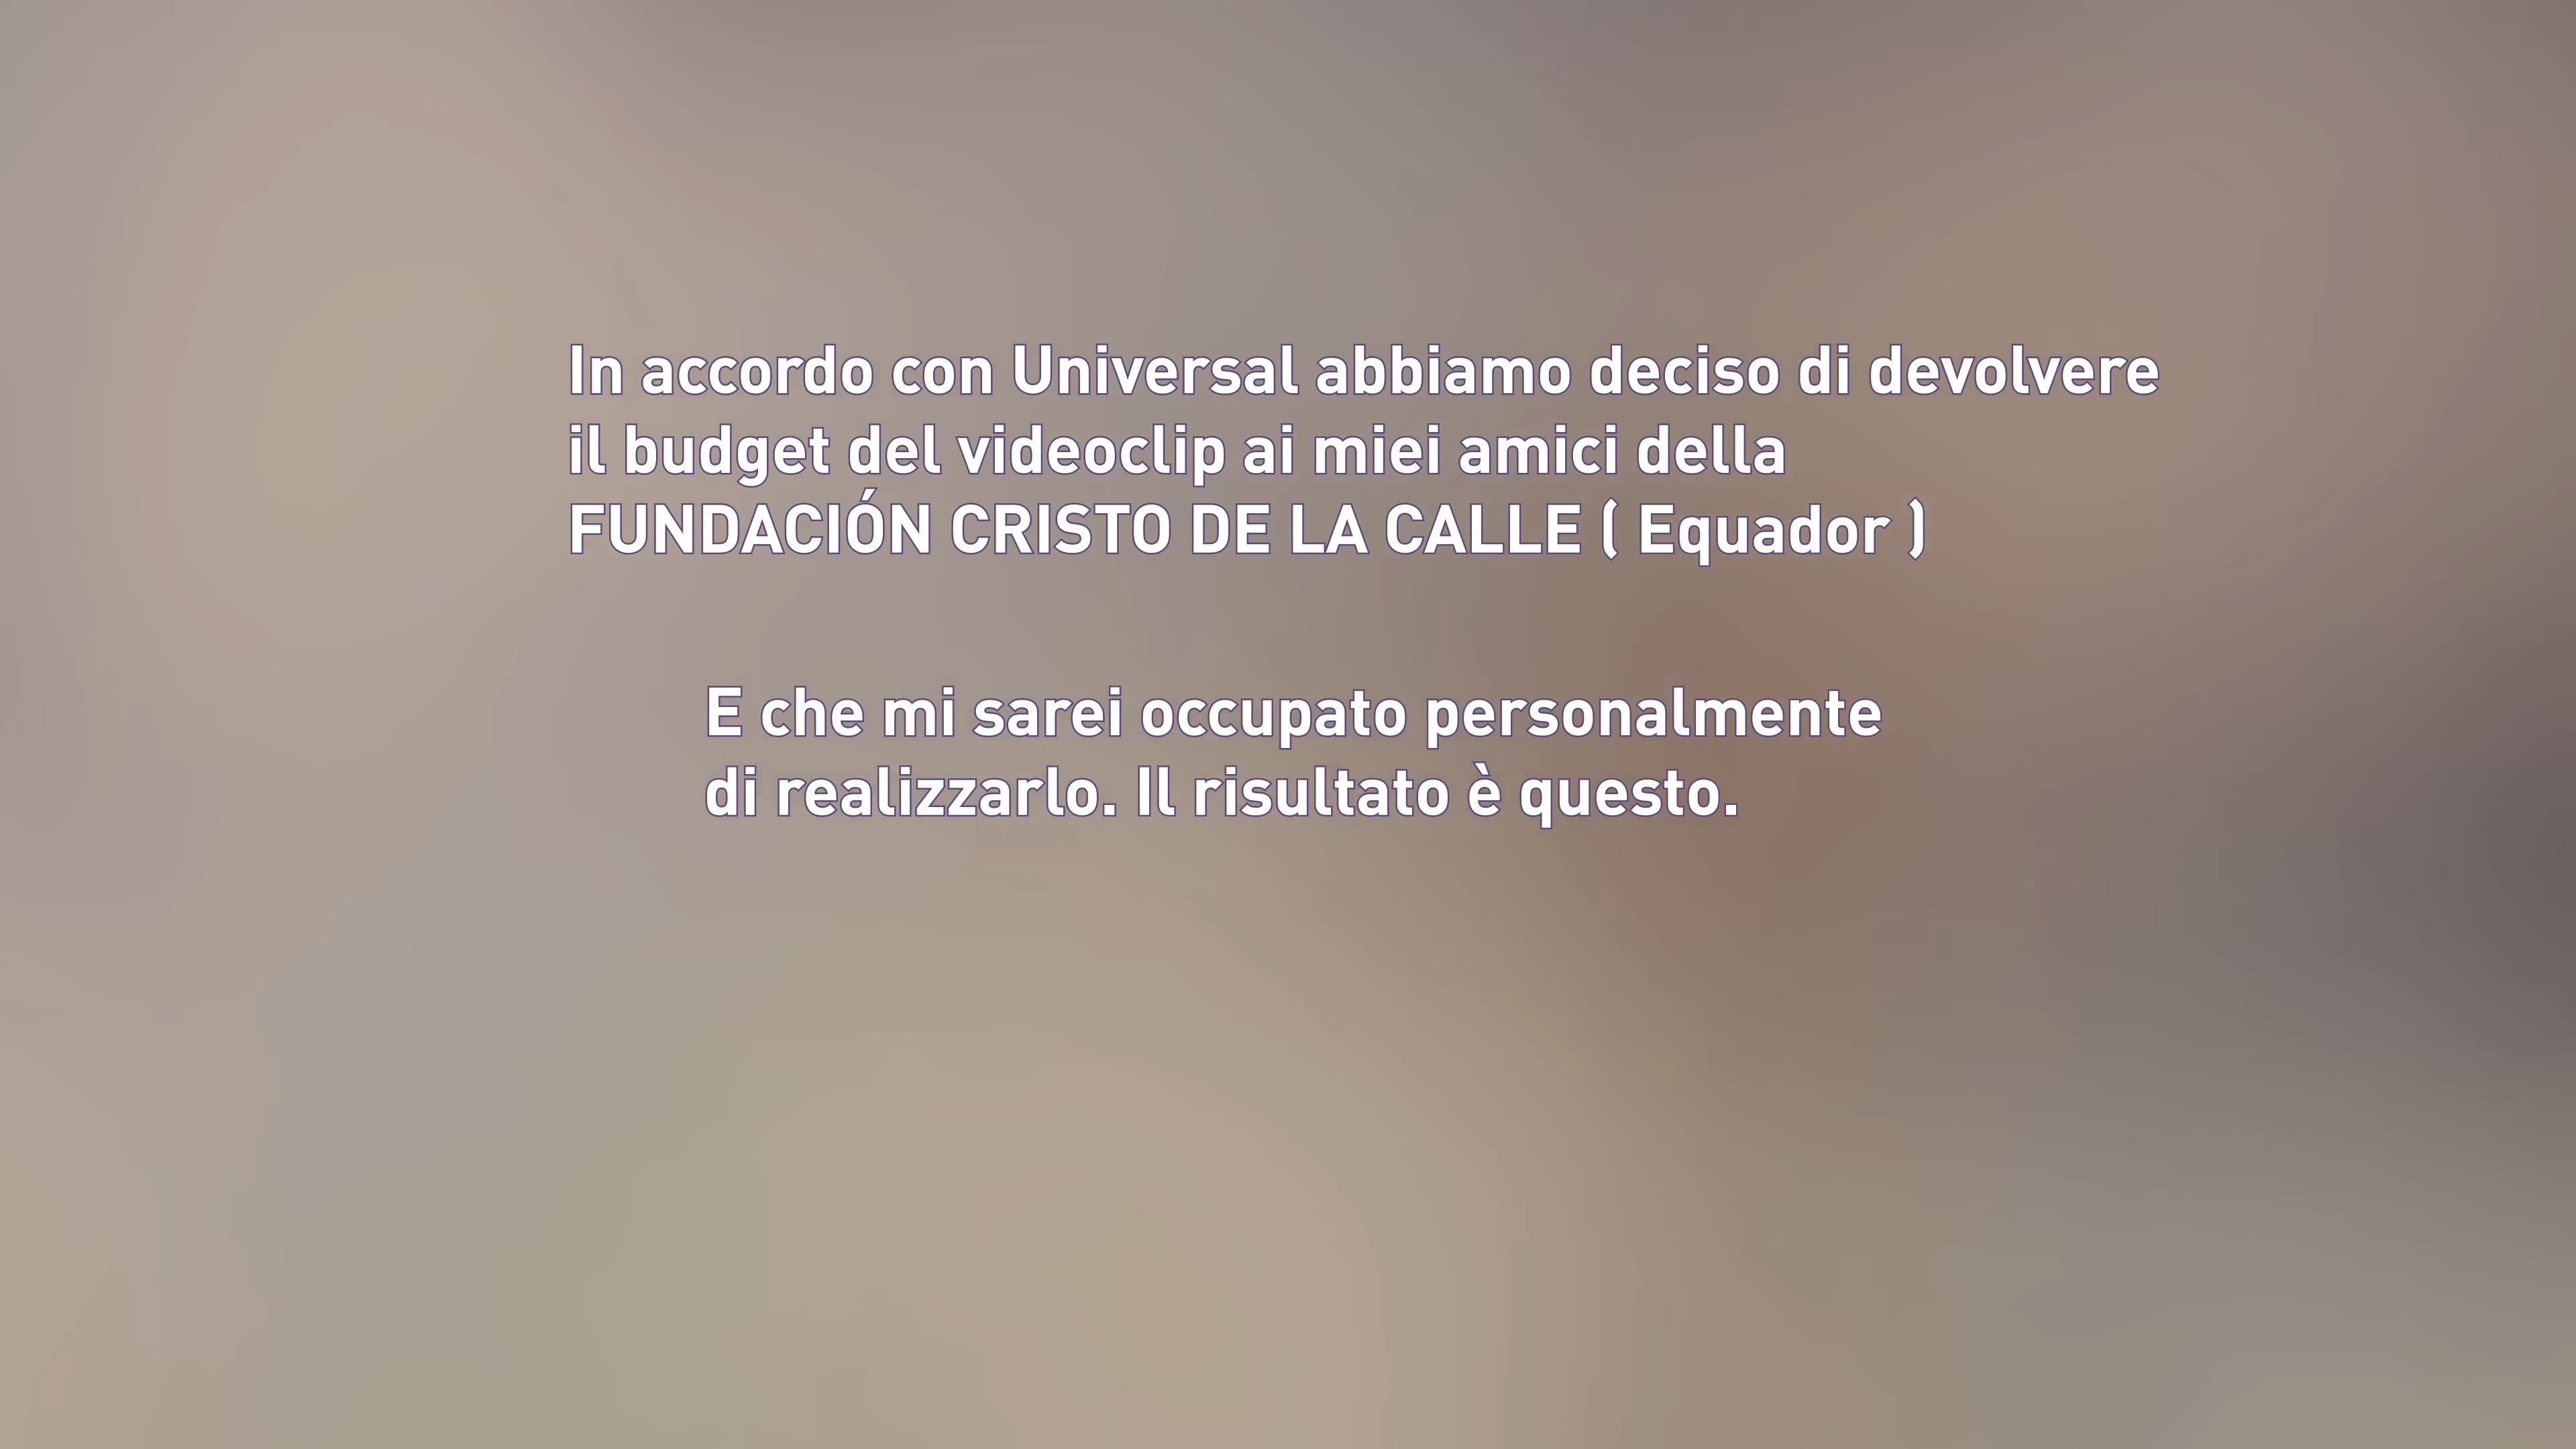 In accordo con Universal abbiamo deciso di devolvere
il budget del videoclip ai miei amici della
FUNDACIÓN CRISTO DE LA CALLE ( Equador )
E che mi sarei occupato personalmente
di realizzarlo. Il risultato è questo.